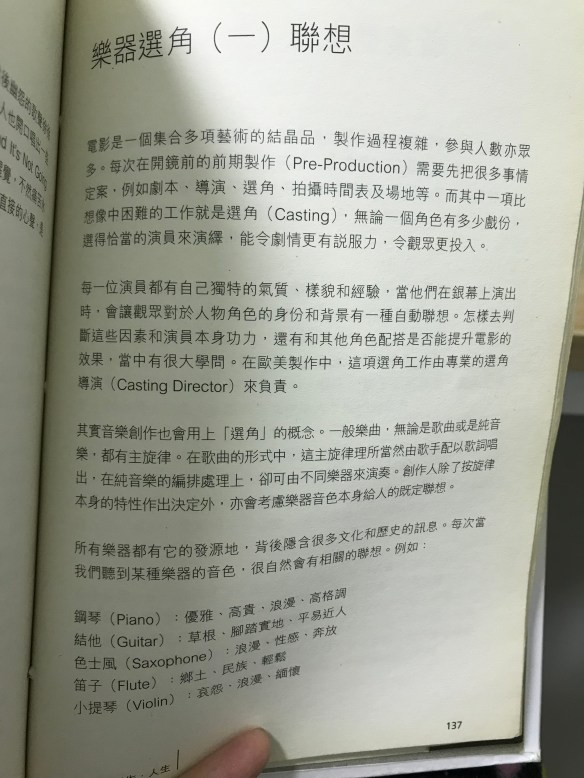 樂器選角（一）聯想
電影是一個集合多項藝術的結晶品，製作過程複雜，參與人數亦眾
多。每次在開鏡前的前期製作（Pre-Production）需要先把很多事情
定案，例如劇本、導演、選角、拍攝時間表及場地等。而其中一項比
想像中困難的工作就是選角（Casting），無論一個角色有多少戲份，
選得恰當的演員來演繹，能令劇情更有説服力，令觀眾更投入。
每一位演員都有自己獨特的氣質、樣貌和經驗，當他們在銀幕上演出
時，會讓觀眾對於人物角色的身份和背景有一種自動聯想。怎樣去判
斷這些因素和演員本身功力，還有和其他角色配搭是否能提升電影的
效果，當中有很大學問。在歐美製作中，這項選角工作由專業的選角
導演（Casting Director）來負責。
其實音樂創作也會用上「選角」的概念。一般樂曲，無論是歌曲或是純音
樂，都有主旋律。在歌曲的形式中，這主旋律理所當然由歌手配以歌詞唱
出，在純音樂的編排處理上，卻可由不同樂器來演奏。創作人除了按旋律
本身的特性作出決定外，亦會考慮樂器音色本身給人的既定聯想。
所有樂器都有它的發源地，背後隱含很多文化和歷史的訊息。每次當
我們聽到某種樂器的音色，很自然會有相關的聯想。例如：
鋼琴（Piano）：優雅、高貴、浪漫、高格調
結他（Guitar）：草根、腳踏實地、平易近人
色士風（Saxophone）：浪漫、性感、奔放
笛子（Flute）：鄉土、民族、輕鬆
小提琴（Violin）：哀怨、浪漫、緬懷
137
人生